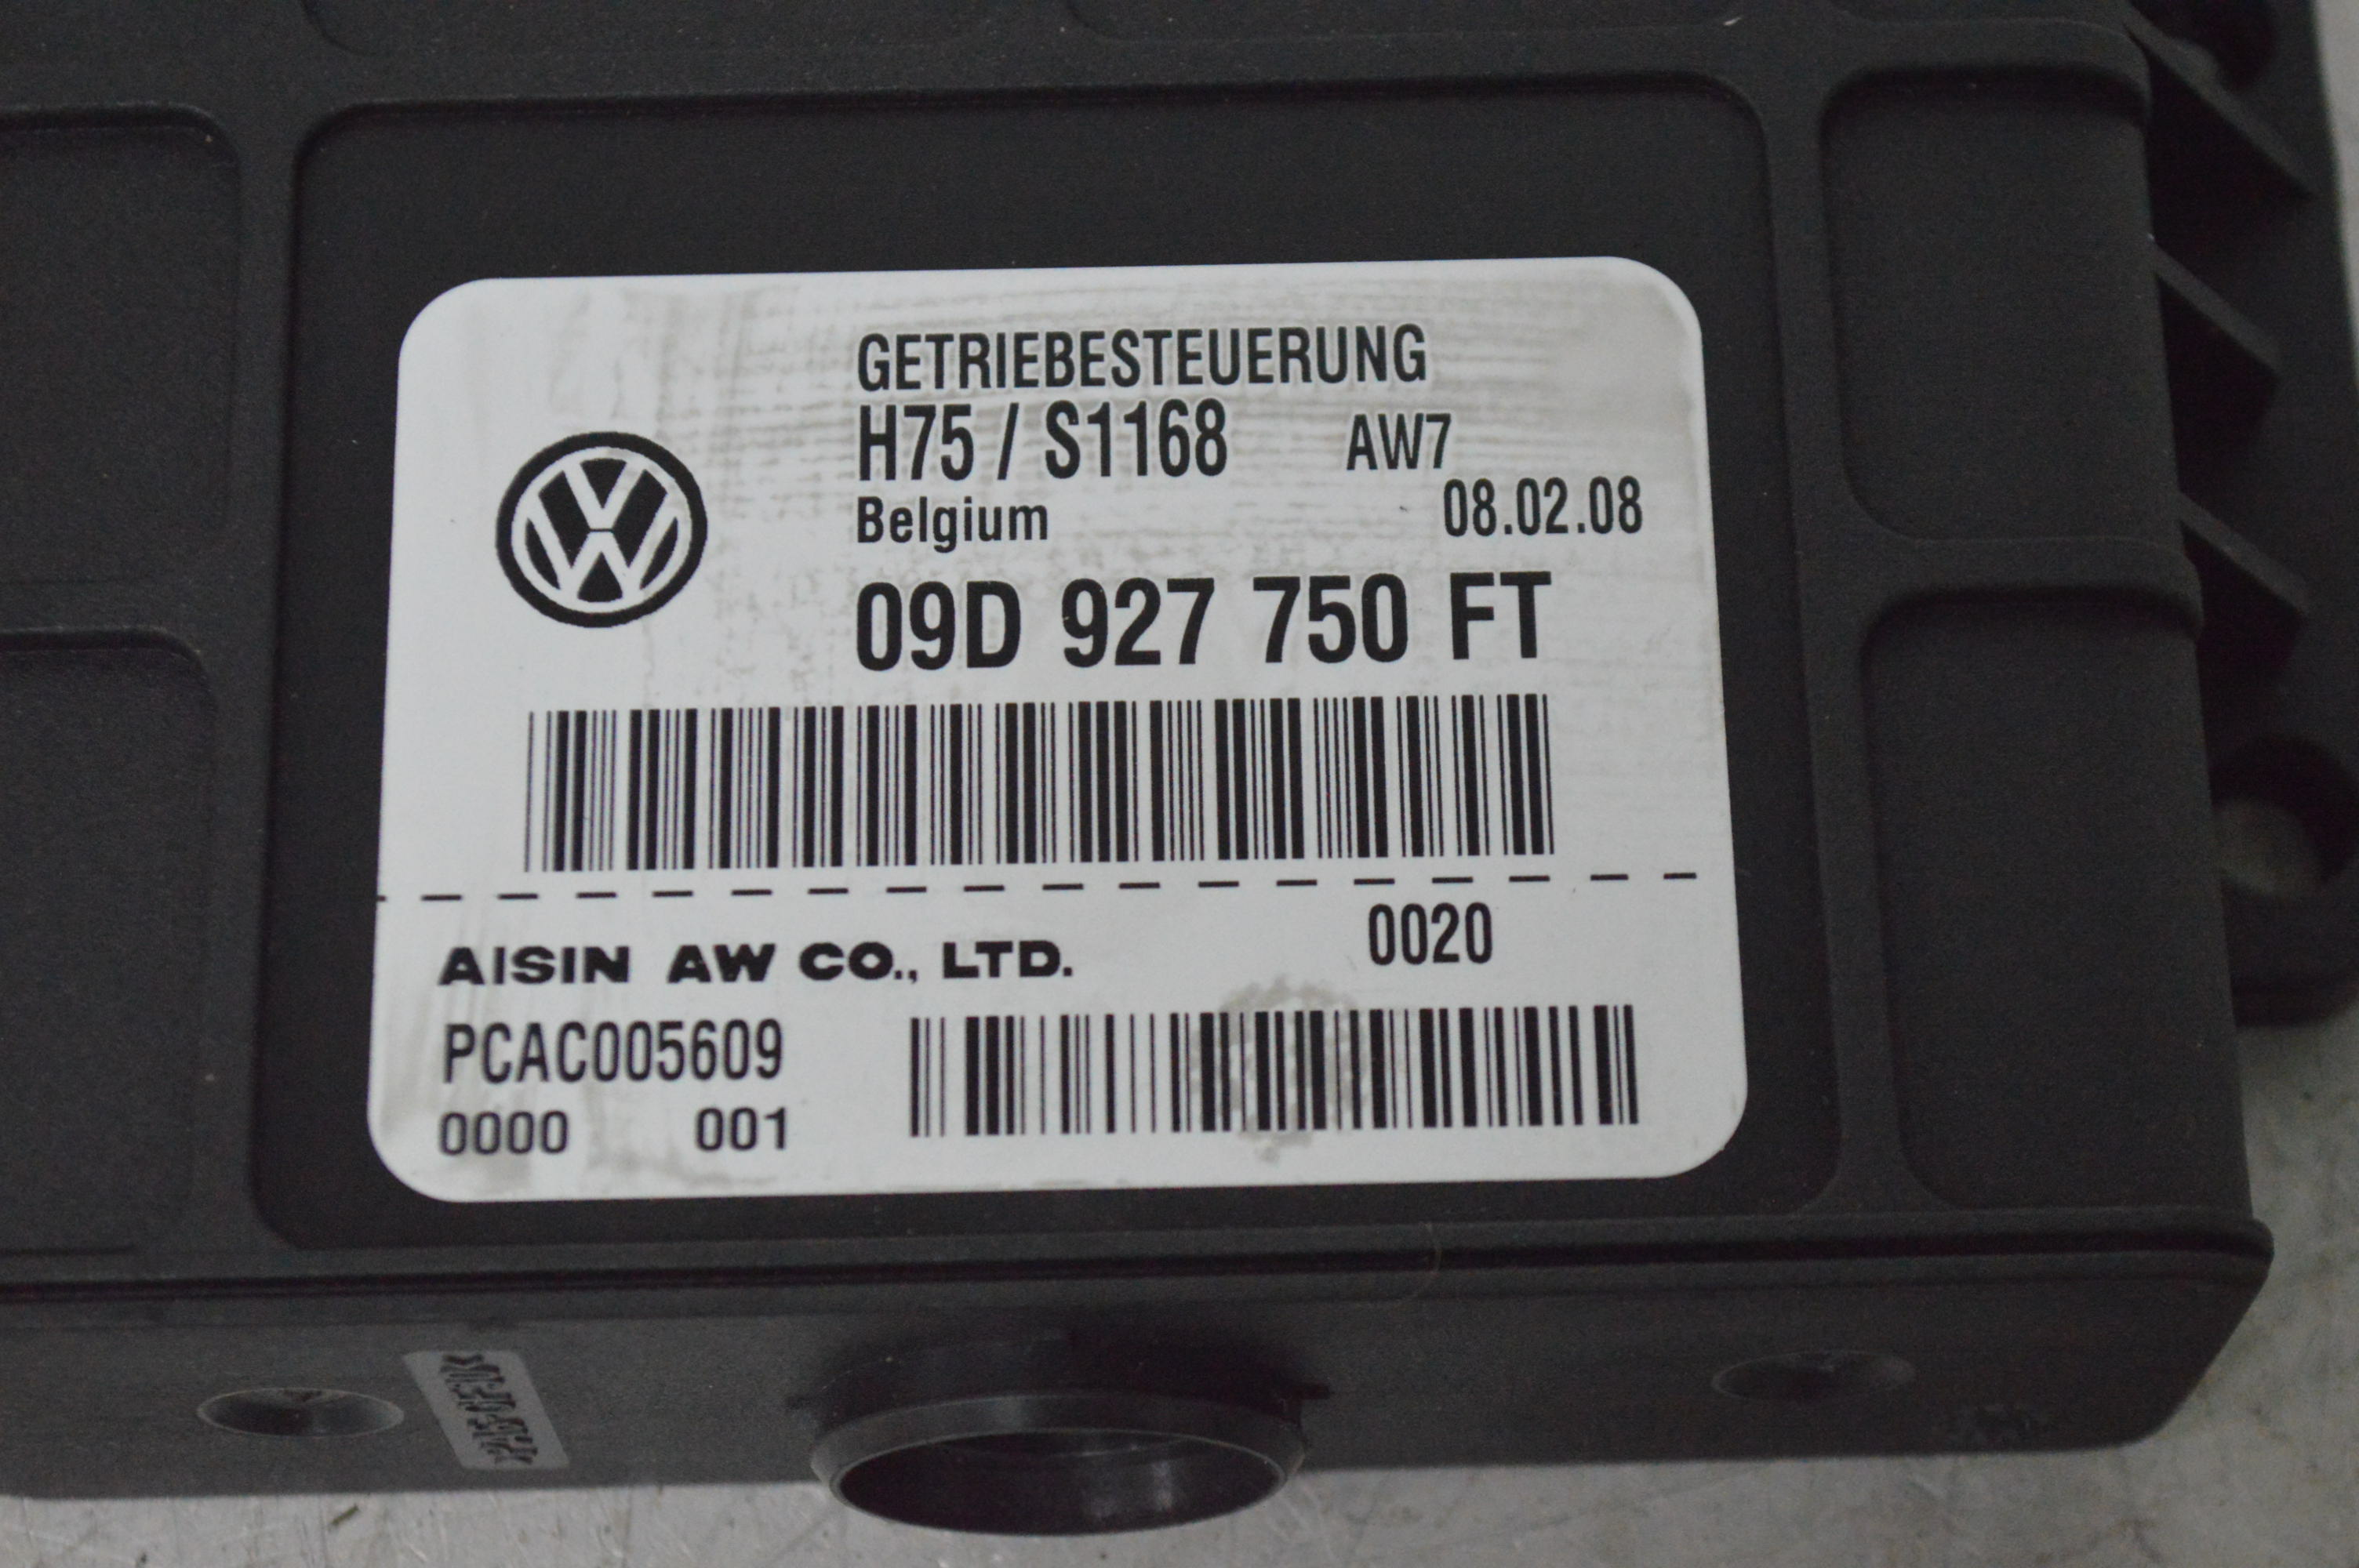 GETRIEBESTEUERUNG
H75 / S1168 AW7
Belgium 08.02.08
09D 927 750 FT
0020
AISIN AW CO., LTD.
PCAC005609
0000 001